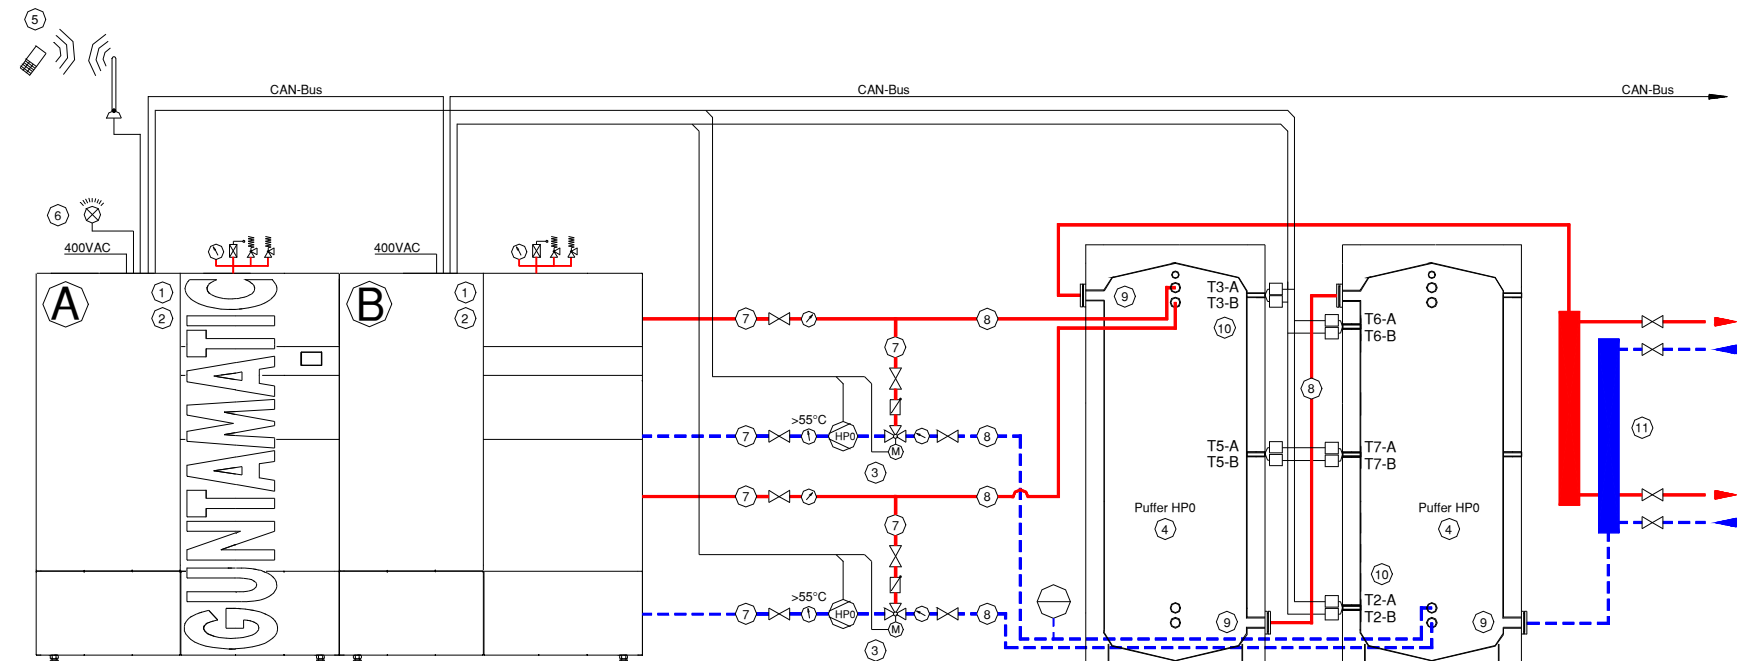 5
CAN-Bus
CAN-Bus
CAN-Bus
6
400VAC
400VAC
A
1
2
GUNTAMATIC
B
1
2
9
T3-A
T3-B
10
T6-A
T6-B
7
8
7
8
>55°C
7
HP0
8
M
3
T5-A
T5-B
T7-A
T7-B
11
7
8
7
Puffer HP0
4
Puffer HP0
4
10
>55°C
7
HP0
8
M
3
T2-A
T2-B
9
9